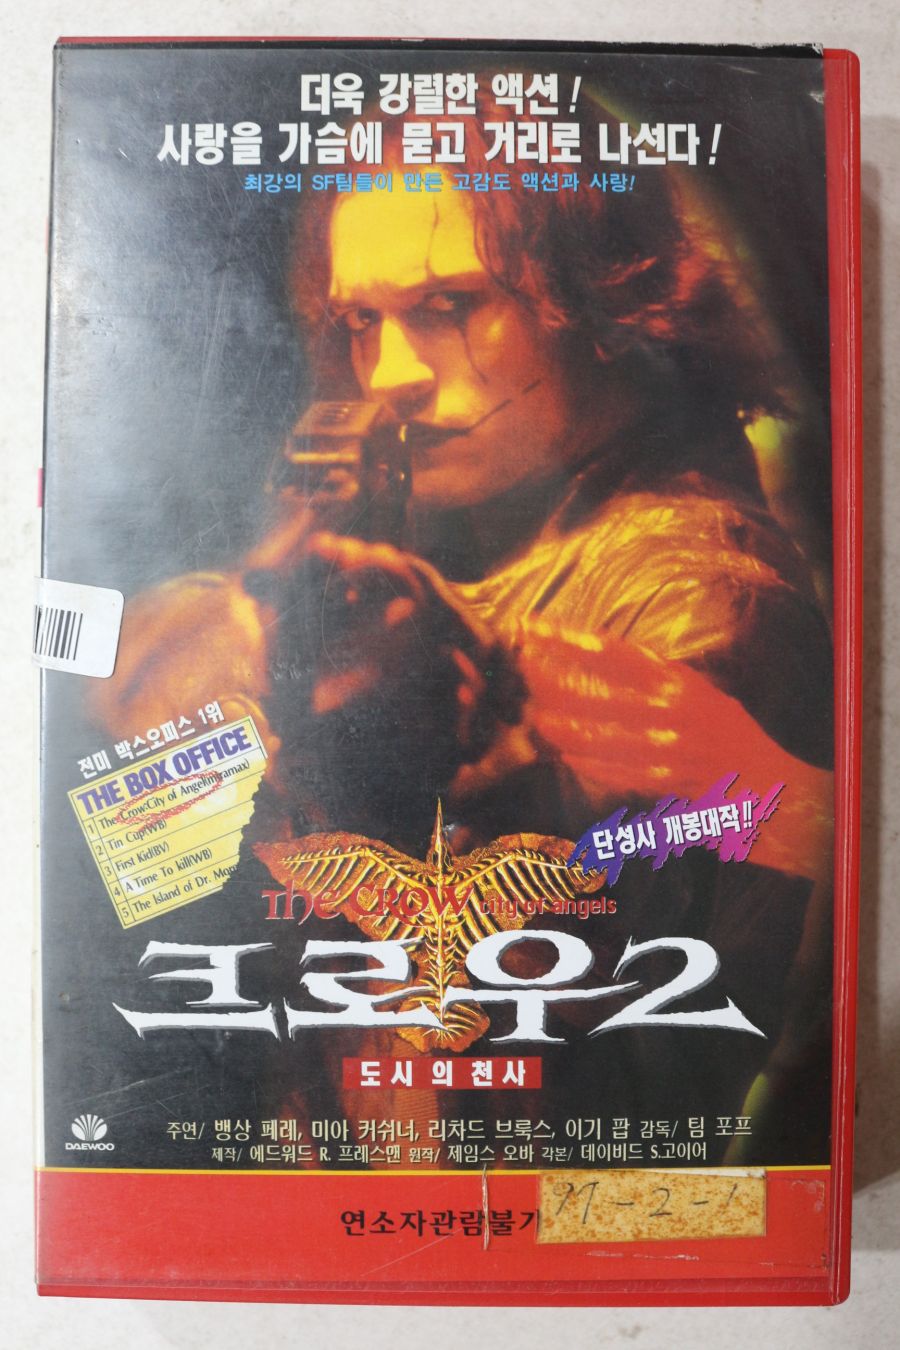 더욱 강렬한 액션!
사랑을 가슴에 묻고 거리로 나선다!
최강의 SF팀들이 만든 고감도 액션과 사랑!
전미 박스오피스 1위
THE BOX OFFICE
1 The Crow:City of Angel(miramax)
2 Tin Cup(WB)
3 First Kid(BV)
4 A Time To kill(WB)
5 The Island of Dr.
단성사 개봉대작!!
The CROW city of angels
크로우2
도시의 천사
DAEWOO
주연/ 뱅상 페레, 미아 커쉬너, 리차드 브룩스, 이기 팝 감독/ 팀 포프
제작/ 에드워드 R. 프레스맨 원작/ 제임스 오바 각본/ 데이비드 S.고이어
연소자관람불가
97-2-1